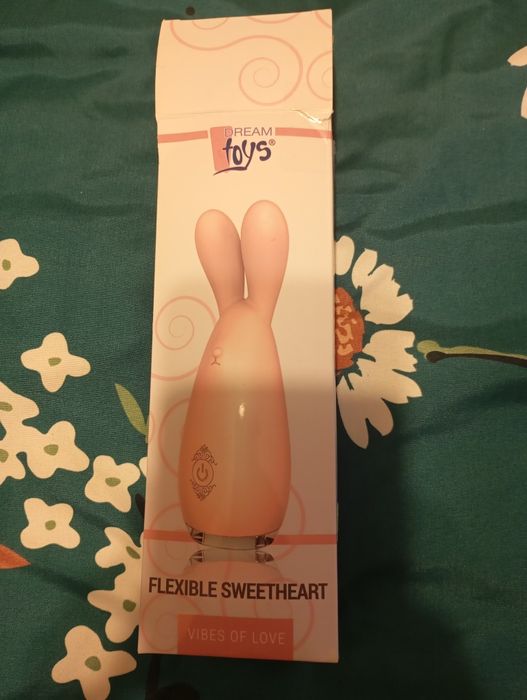 DREAM
toys®
FLEXIBLE SWEETHEART
VIBES OF LOVE